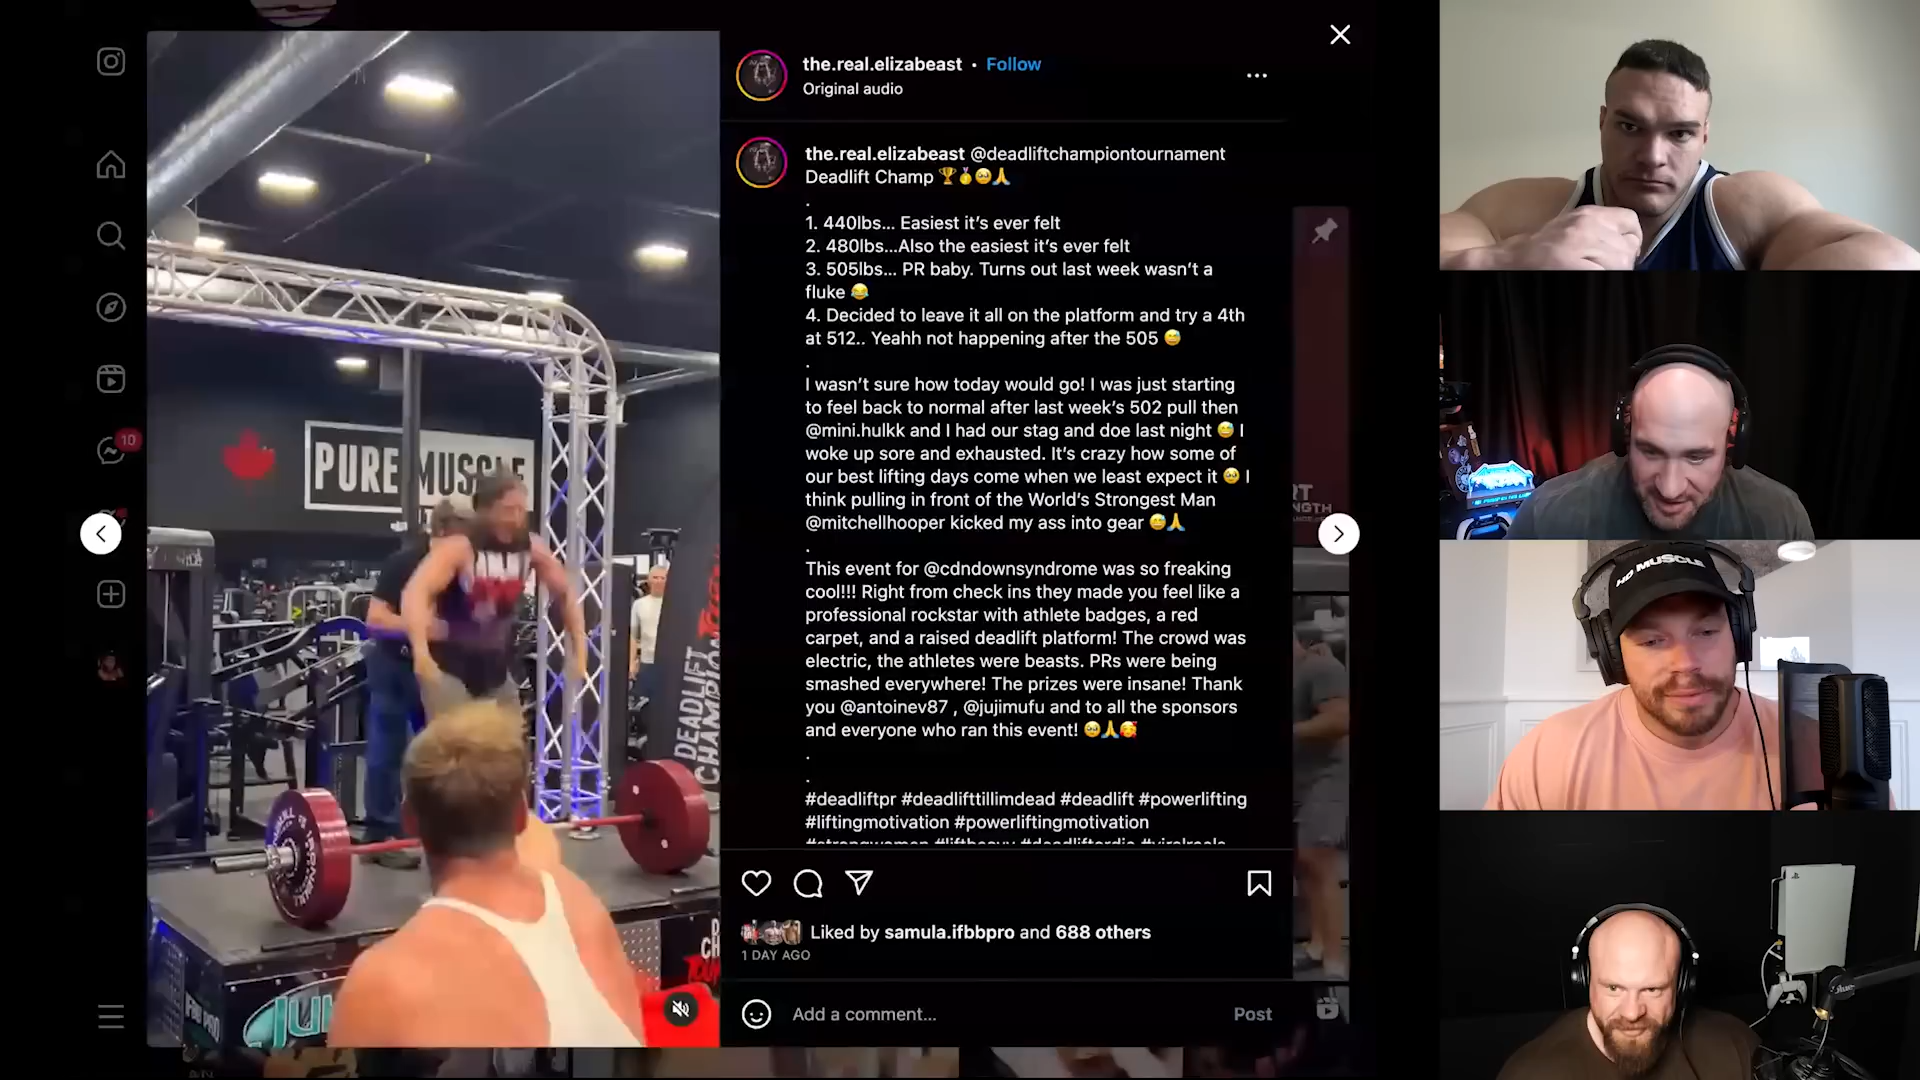 the.real.elizabeast • Follow
Original audio
the.real.elizabeast @deadliftchampiontournament
Deadlift Champ 🏆🥇🥹🙏
.
1. 440lbs... Easiest it's ever felt
2. 480lbs...Also the easiest it's ever felt
3. 505lbs... PR baby. Turns out last week wasn't a
fluke 😂
4. Decided to leave it all on the platform and try a 4th
at 512.. Yeahh not happening after the 505 😅
.
I wasn't sure how today would go! I was just starting
to feel back to normal after last week's 502 pull then
@mini.hulkk and I had our stag and doe last night 😅 I
woke up sore and exhausted. It's crazy how some of
our best lifting days come when we least expect it 🥹 I
think pulling in front of the World's Strongest Man
@mitchellhooper kicked my ass into gear 😅🙏
.
This event for @cdndownsyndrome was so freaking
cool!!! Right from check ins they made you feel like a
professional rockstar with athlete badges, a red
carpet, and a raised deadlift platform! The crowd was
electric, the athletes were beasts. PRs were being
smashed everywhere! The prizes were insane! Thank
you @antoinev87 , @jujimufu and to all the sponsors
and everyone who ran this event! 🥹🙏🥰
.
.
#deadliftpr #deadlifttillimdead #deadlift #powerlifting
#liftingmotivation #powerliftingmotivation
#strongwoman #liftheavy #deadliftordie #viralreels
Liked by samula.ifbbpro and 688 others
1 DAY AGO
Add a comment...
Post
10
PURE MUSCLE
DEADLIFT
CHAMPION
HD MUSCLE